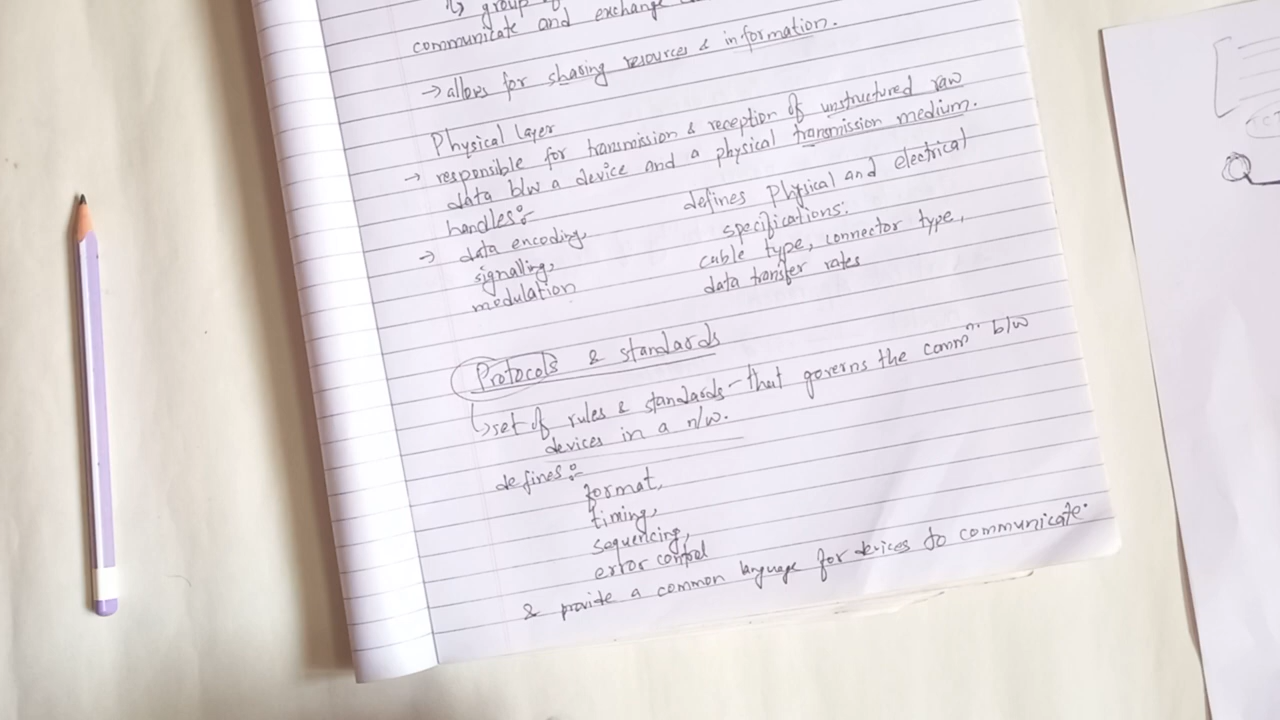 ↳ group of
communicate and exchange
→ allows for sharing resources & information.
Physical layer
→ responsible for transmission & reception of unstructured raw
data b/w a device and a physical transmission medium.
handles:-
→ data encoding,
signalling,
modulation
defines physical and electrical
specifications:
cable type, connector type,
data transfer rates
Protocols & standards
↳ set of rules & standards that governs the commⁿ. b/w
devices in a n/w.
defines:-
format,
timing,
sequencing,
error control
& provide a common language for devices to communicate.